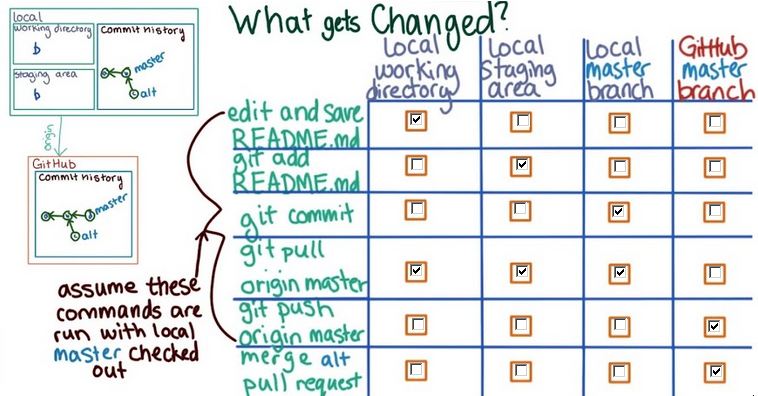 What gets Changed?
local
working directory
b
staging area
b
Commit history
master
alt
origin
GitHub
Commit history
master
alt
assume these
commands are
run with local
master checked
out
Local
working
directory
Local
Staging
area
Local
master
branch
GitHub
master
branch
edit and save
README.md
git add
README.md
git commit
git pull
origin master
git push
origin master
merge alt
pull request